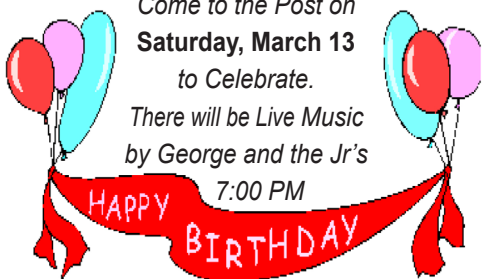 Come to the Post on
Saturday, March 13
to Celebrate.
There will be Live Music
by George and the Jr's
7:00 PM
HAPPY
BIRTHDAY